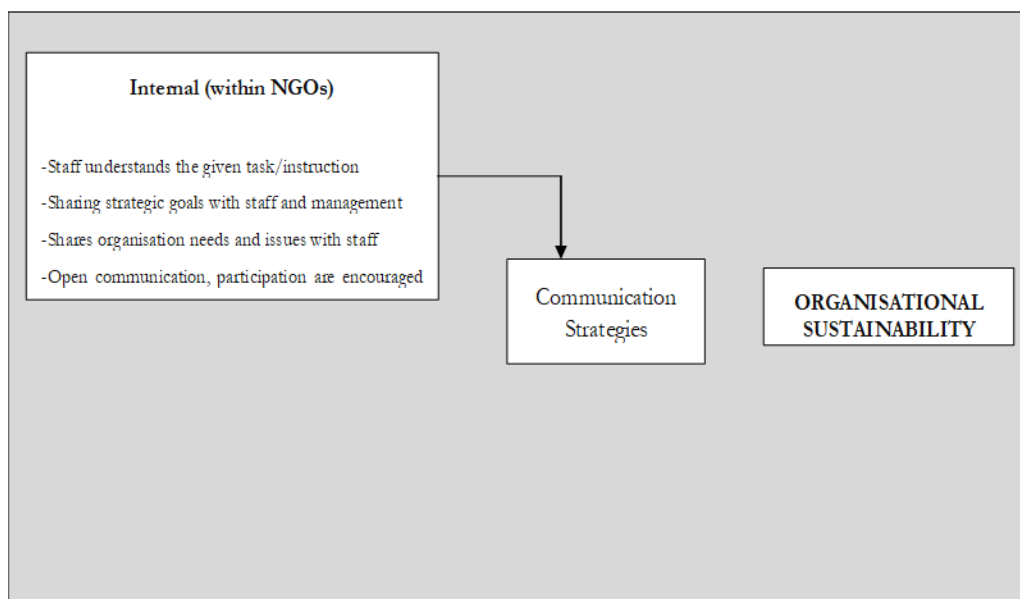 Internal (within NGOs)
-Staff understands the given task/instruction
-Sharing strategic goals with staff and management
-Shares organisation needs and issues with staff
-Open communication, participation are encouraged
Communication
Strategies
ORGANISATIONAL
SUSTAINABILITY